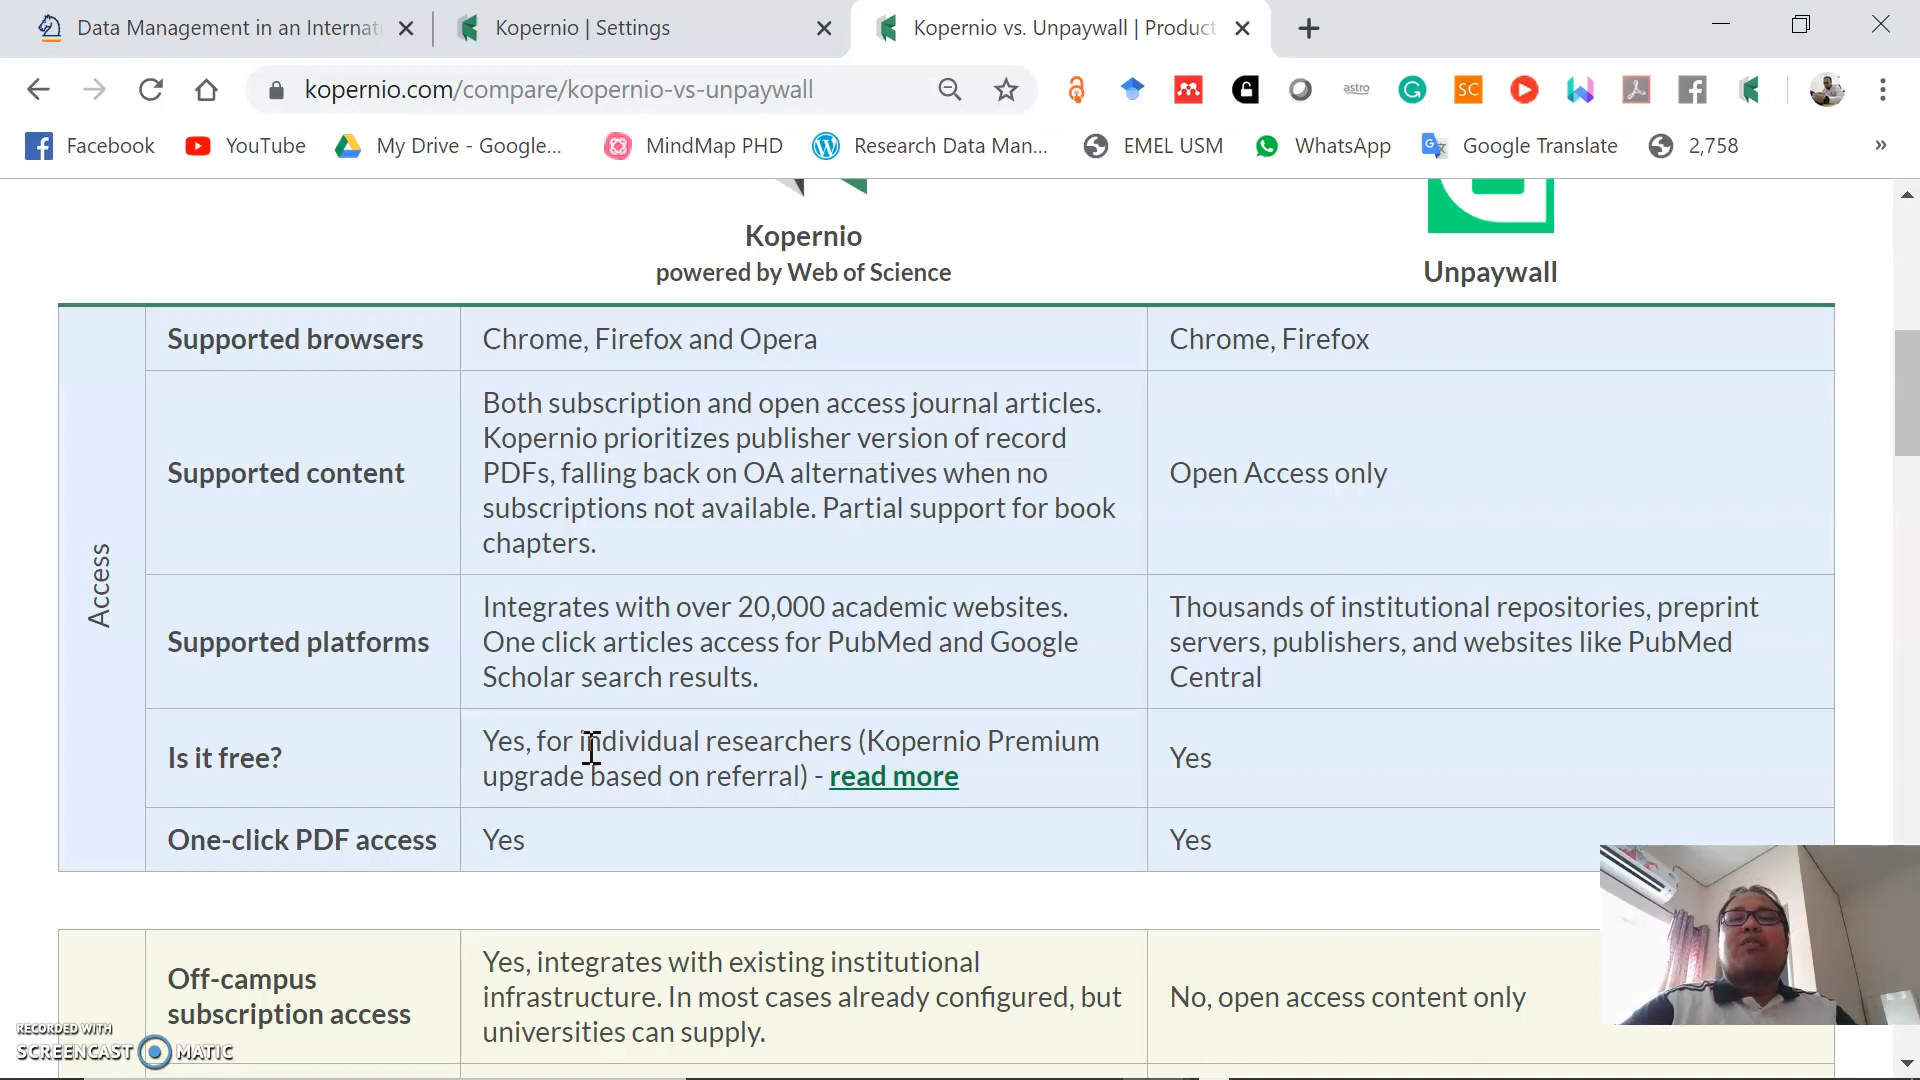 Data Management in an Internat
Kopernio | Settings
Kopernio vs. Unpaywall | Product
kopernio.com/compare/kopernio-vs-unpaywall
astro
SC
Facebook
YouTube
My Drive - Google...
MindMap PHD
Research Data Man...
EMEL USM
WhatsApp
Google Translate
2,758
»
Kopernio
powered by Web of Science
Unpaywall
Access
Supported browsers
Chrome, Firefox and Opera
Chrome, Firefox
Supported content
Both subscription and open access journal articles.
Kopernio prioritizes publisher version of record
PDFs, falling back on OA alternatives when no
subscriptions not available. Partial support for book
chapters.
Open Access only
Supported platforms
Integrates with over 20,000 academic websites.
One click articles access for PubMed and Google
Scholar search results.
Thousands of institutional repositories, preprint
servers, publishers, and websites like PubMed
Central
Is it free?
Yes, for individual researchers (Kopernio Premium
upgrade based on referral) - read more
Yes
One-click PDF access
Yes
Yes
Off-campus
subscription access
Yes, integrates with existing institutional
infrastructure. In most cases already configured, but
universities can supply.
No, open access content only
RECORDED WITH
SCREENCAST MATIC